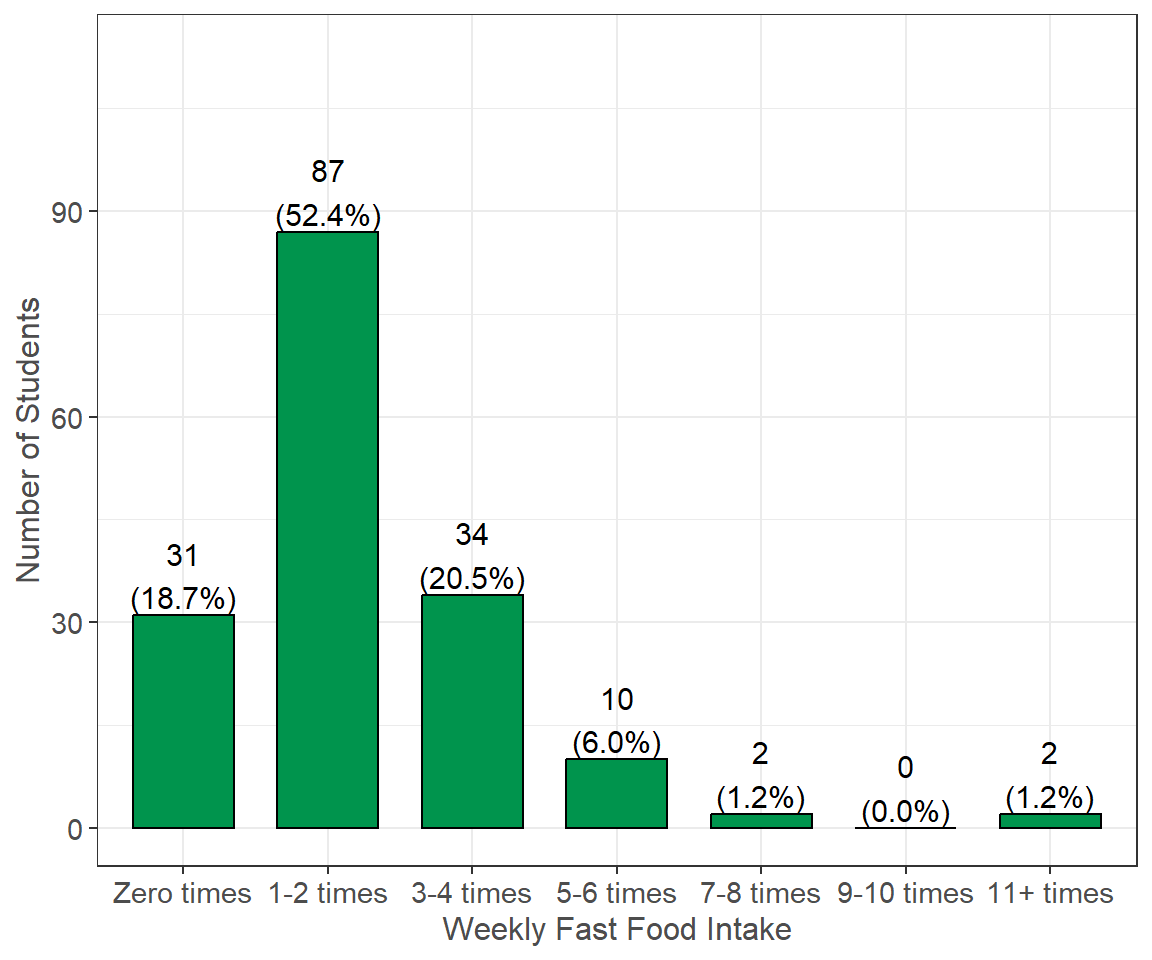 87
(52.4%)
90
Number of Students
60
34
(20.5%)
31
(18.7%)
30
10
(6.0%)
2
(1.2%)
0
(0.0%)
2
(1.2%)
0
Zero times
1-2 times
3-4 times
5-6 times
7-8 times
9-10 times
11+ times
Weekly Fast Food Intake